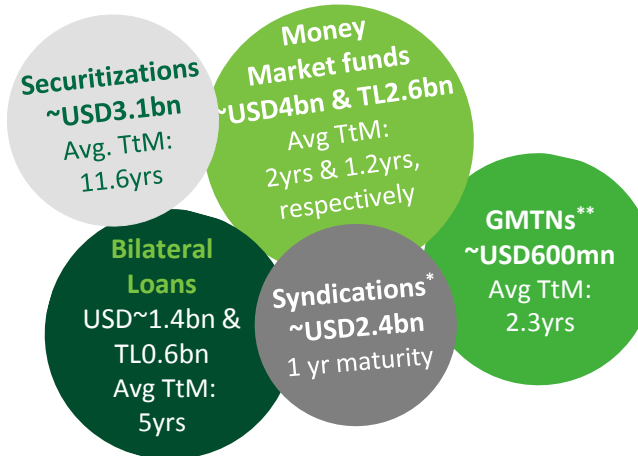 Securitizations
~USD3.1bn
Avg. TtM:
11.6yrs
Money
Market funds
~USD4bn & TL2.6bn
Avg TtM:
2yrs & 1.2yrs,
respectively
GMTNs**
~USD600mn
Avg TtM:
2.3yrs
Bilateral
Loans
USD~1.4bn &
TL0.6bn
Avg TtM:
5yrs
Syndications*
~USD2.4bn
1 yr maturity